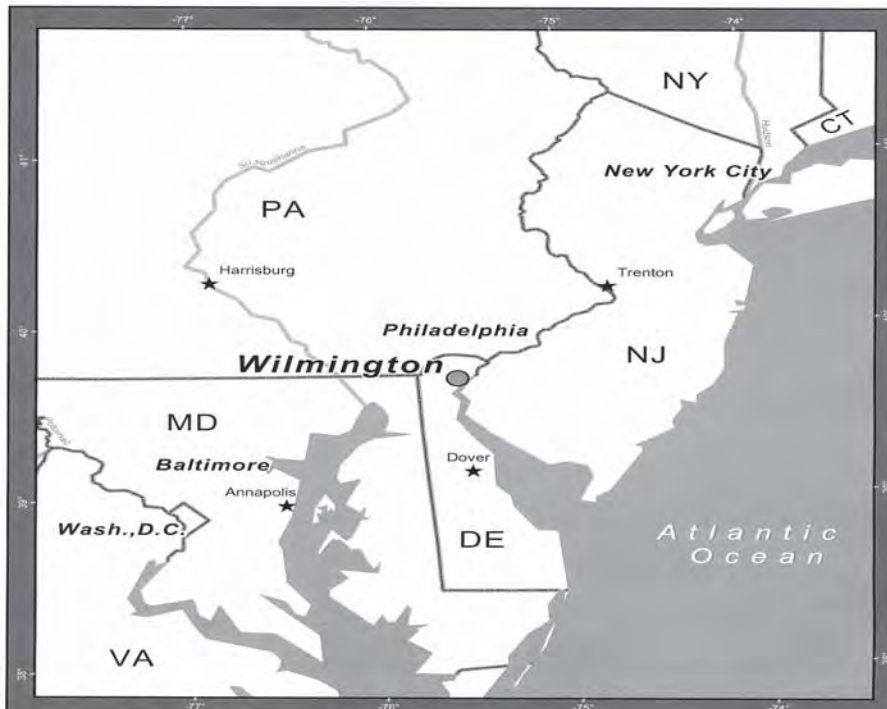 -77° -76° -75° -74°
NY
CT
Hudson
41°
Susquehanna
New York City
PA
Harrisburg
Trenton
40°
Philadelphia
Wilmington
NJ
MD
Potomac
Baltimore
Dover
Annapolis
39°
Wash.,D.C.
DE
Atlantic
Ocean
VA
38°
-77° -76° -75° -74°